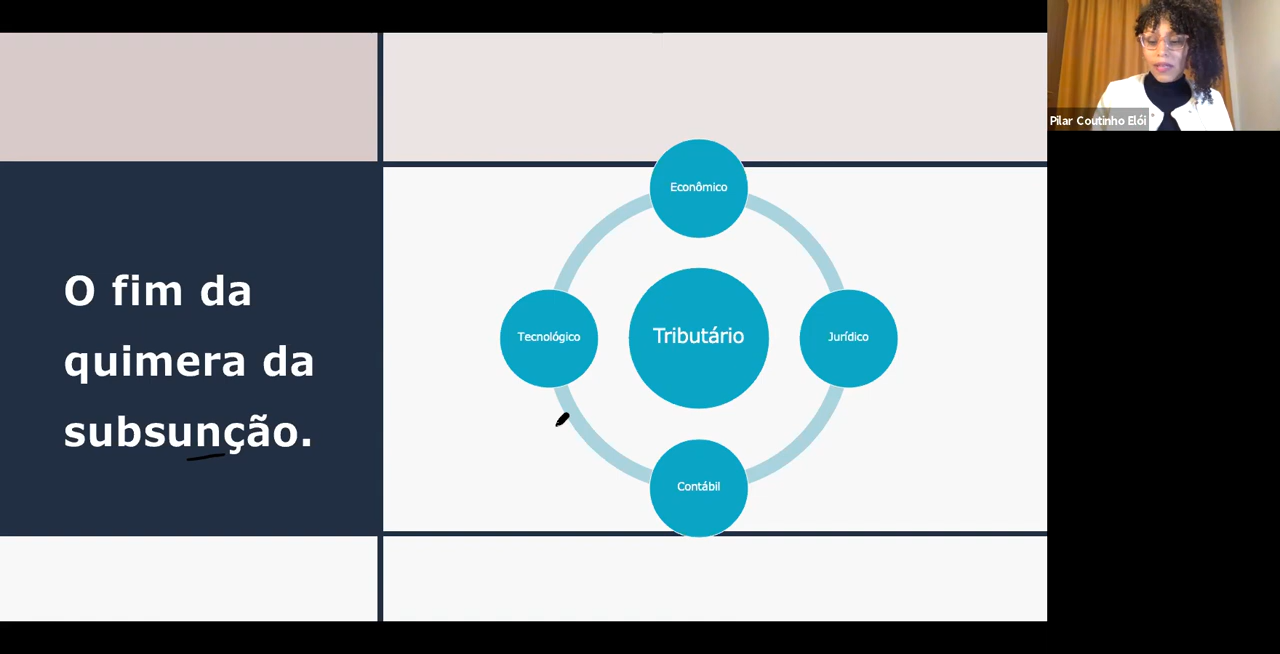 Pilar Coutinho Elói
O fim da
quimera da
subsunção.
Econômico
Tecnológico
Tributário
Jurídico
Contábil